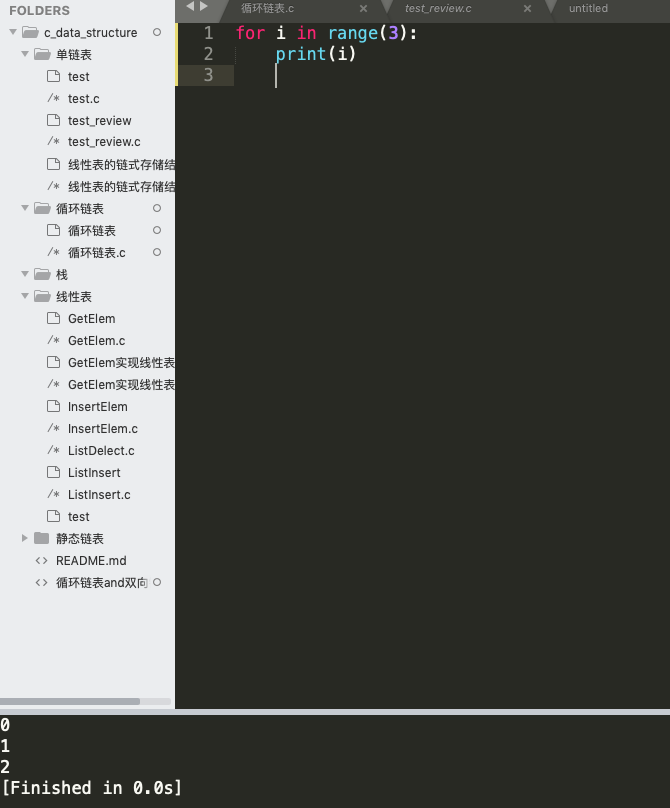 FOLDERS
c_data_structure
单链表
test
/* test.c
test_review
/* test_review.c
线性表的链式存储结
/* 线性表的链式存储结
循环链表
循环链表
/* 循环链表.c
栈
线性表
GetElem
/* GetElem.c
GetElem实现线性表
/* GetElem实现线性表
InsertElem
/* InsertElem.c
/* ListDelect.c
ListInsert
/* ListInsert.c
test
静态链表
<> README.md
<> 循环链表and双向
循环链表.c × test_review.c × untitled
1 for i in range(3):
2 print(i)
3
0
1
2
[Finished in 0.0s]